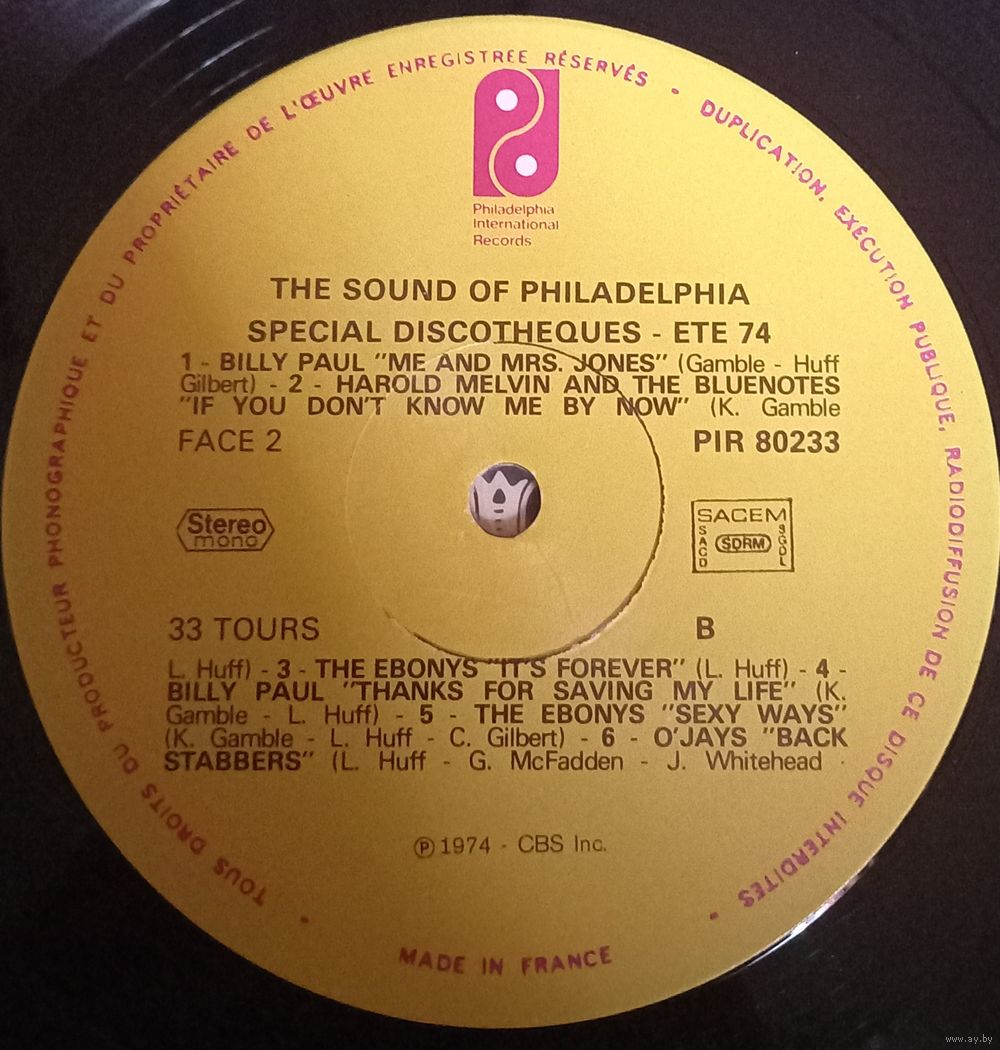 TOUS DROITS DU PRODUCTEUR PHONOGRAPHIQUE ET DU PROPRIÉTAIRE DE L'ŒUVRE ENREGISTREE RÉSERVÉS - DUPLICATION, EXÉCUTION PUBLIQUE, RADIODIFFUSION DE CE DISQUE INTERDITES -
Philadelphia
International
Records
THE SOUND OF PHILADELPHIA
SPECIAL DISCOTHEQUES - ETE 74
1 - BILLY PAUL "ME AND MRS. JONES" (Gamble - Huff
Gilbert) - 2 - HAROLD MELVIN AND THE BLUENOTES
"IF YOU DON'T KNOW ME BY NOW" (K. Gamble
FACE 2
PIR 80233
Stereo
mono
SACEM
SACD
SDRM
SGDL
33 TOURS
B
L. Huff) - 3 - THE EBONYS "IT'S FOREVER" (L. Huff) - 4 -
BILLY PAUL "THANKS FOR SAVING MY LIFE" (K.
Gamble - L. Huff) - 5 - THE EBONYS "SEXY WAYS"
(K. Gamble - L. Huff - C. Gilbert) - 6 - O'JAYS "BACK
STABBERS" (L. Huff - G. McFadden - J. Whitehead
Ⓟ 1974 - CBS Inc.
MADE IN FRANCE
www.ay.by